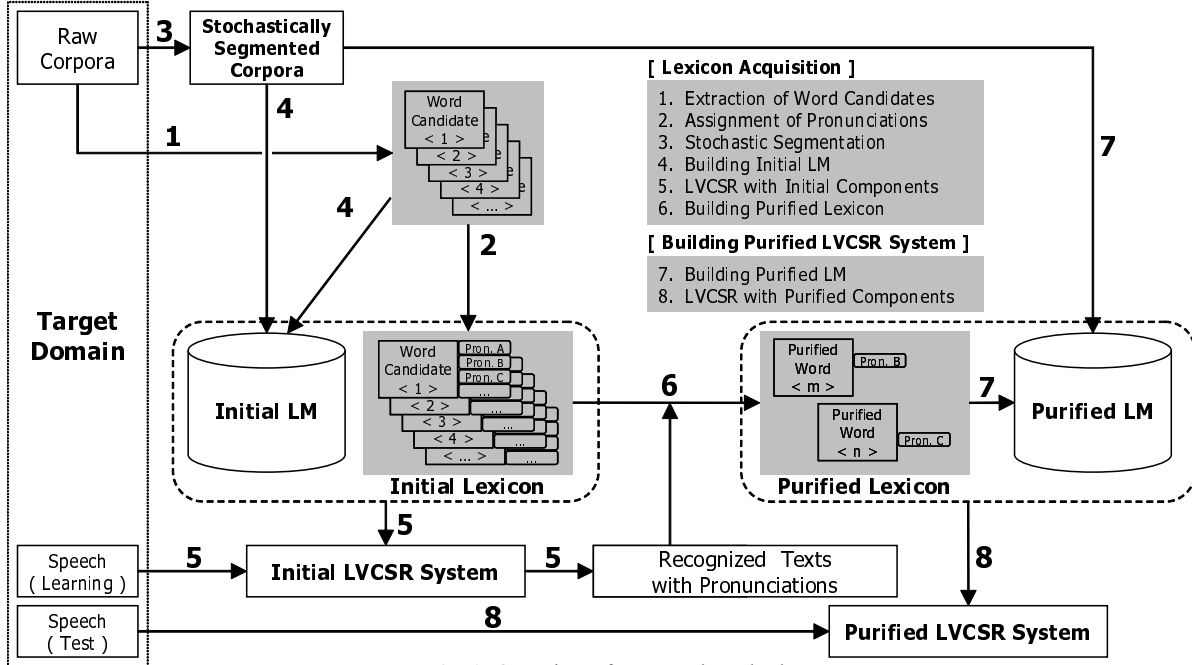 Raw
Corpora
3
Stochastically
Segmented
Corpora
[ Lexicon Acquisition ]
1. Extraction of Word Candidates
2. Assignment of Pronunciations
3. Stochastic Segmentation
4. Building Initial LM
5. LVCSR with Initial Components
6. Building Purified Lexicon
[ Building Purified LVCSR System ]
7. Building Purified LM
8. LVCSR with Purified Components
4
1
Word
Candidate
< 1 >
e
< 2 >
e
< 3 >
e
< 4 >
e
< ... >
7
4
2
Target
Domain
Initial LM
Word
Candidate
< 1 >
Pron. A
Pron. B
Pron. C
...
< 2 >
...
< 3 >
...
< 4 >
...
< ... >
...
Initial Lexicon
6
Purified
Word
< m >
Pron. B
Purified
Word
< n >
Pron. C
Purified Lexicon
7
Purified LM
5
8
Speech
( Learning )
5
Initial LVCSR System
5
Recognized Texts
with Pronunciations
Speech
( Test )
8
Purified LVCSR System